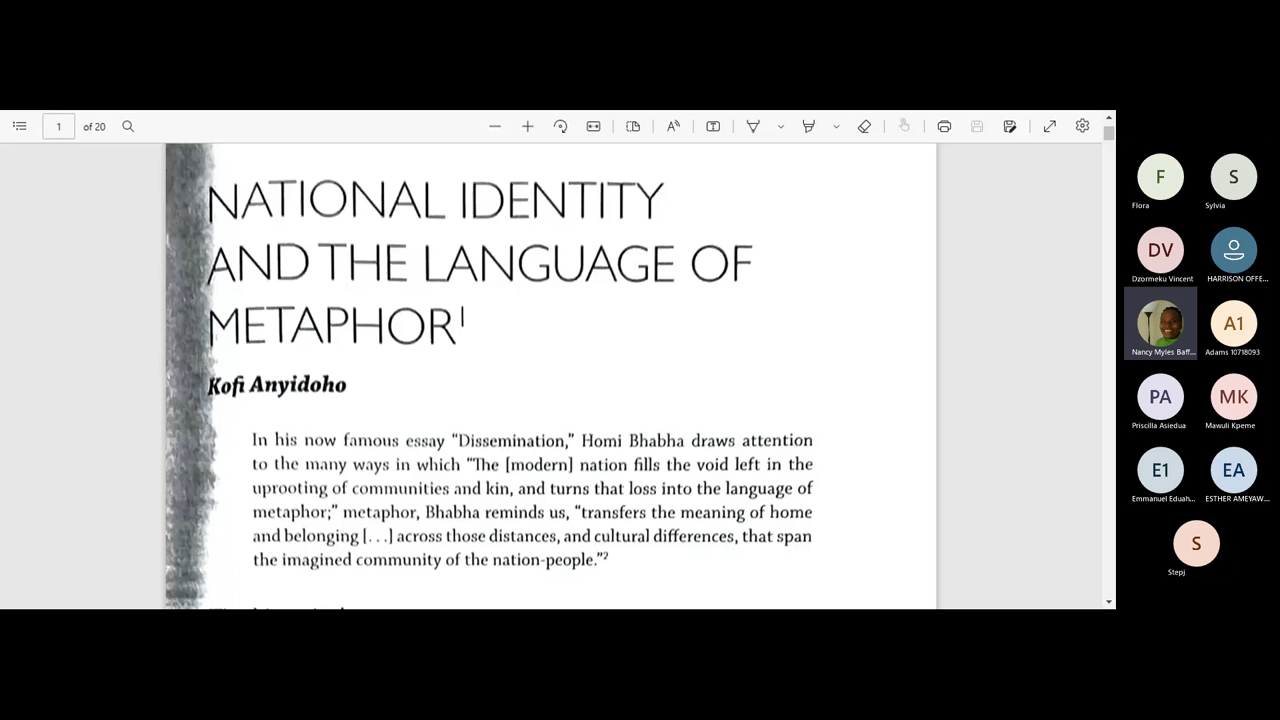 1 of 20
NATIONAL IDENTITY
AND THE LANGUAGE OF
METAPHOR¹
Kofi Anyidoho
In his now famous essay “Dissemination,” Homi Bhabha draws attention
to the many ways in which “The [modern] nation fills the void left in the
uprooting of communities and kin, and turns that loss into the language of
metaphor;” metaphor, Bhabha reminds us, “transfers the meaning of home
and belonging [. . .] across those distances, and cultural differences, that span
the imagined community of the nation-people.”²
F
Flora
S
Sylvia
DV
Dzormeku Vincent
HARRISON OFFE...
Nancy Myles Baff...
A1
Adams 10718093
PA
Priscilla Asiedua
MK
Mawuli Kpeme
E1
Emmanuel Eduah...
EA
ESTHER AMEYAW...
S
Stepj